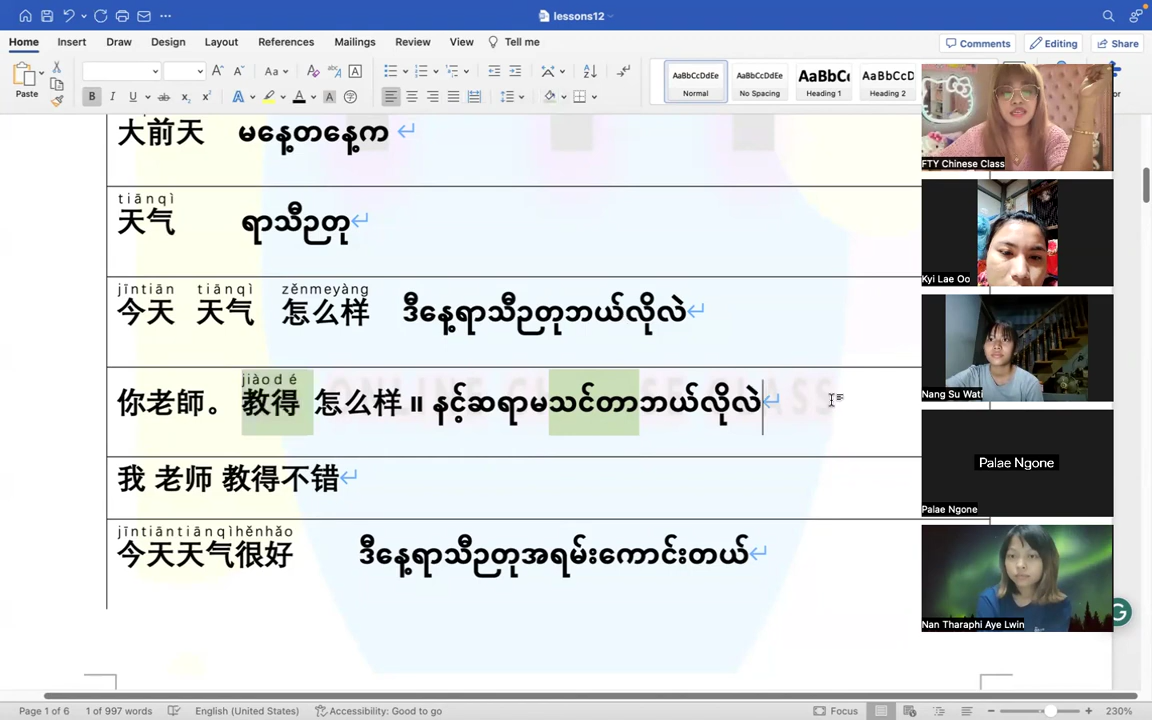 lessons12
Home Insert Draw Design Layout References Mailings Review View Tell me
Comments Editing Share
Paste
AaBbCcDdEe AaBbCcDdEe AaBbC AaBbCcD
Normal No Spacing Heading 1 Heading 2
FTY Chinese Class
大前天 မနေ့တနေ့က
tiānqì
天气 ရာသီဥတု
jīntiān tiānqì zěnmeyàng
今天 天气 怎么样 ဒီနေ့ရာသီဥတုဘယ်လိုလဲ
jiàodé
你老師。教得 怎么样 ။ နင့်ဆရာမသင်တာဘယ်လိုလဲ
我 老师 教得不错
jīntiāntiānqìhěnhǎo
今天天气很好 ဒီနေ့ရာသီဥတုအရမ်းကောင်းတယ်
Kyi Lae Oo
Nang Su Wati
Palae Ngone
Palae Ngone
Nan Tharaphi Aye Lwin
Page 1 of 6 1 of 997 words English (United States) Accessibility: Good to go Focus 230%